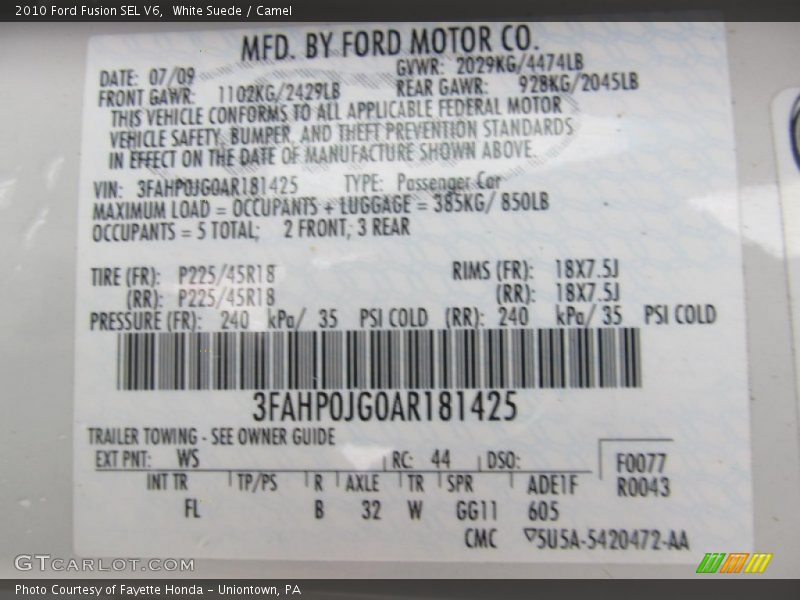 2010 Ford Fusion SEL V6, White Suede / Camel
MFD. BY FORD MOTOR CO.
DATE: 07/09 GVWR: 2029KG/4474LB
FRONT GAWR: 1102KG/2429LB REAR GAWR: 928KG/2045LB
THIS VEHICLE CONFORMS TO ALL APPLICABLE FEDERAL MOTOR
VEHICLE SAFETY, BUMPER, AND THEFT PREVENTION STANDARDS
IN EFFECT ON THE DATE OF MANUFACTURE SHOWN ABOVE.
VIN: 3FAHP0JG0AR181425 TYPE: Passenger Car
MAXIMUM LOAD = OCCUPANTS + LUGGAGE = 385KG/ 850LB
OCCUPANTS = 5 TOTAL; 2 FRONT, 3 REAR
TIRE (FR): P225/45R18 RIMS (FR): 18X7.5J
(RR): P225/45R18 (RR): 18X7.5J
PRESSURE (FR): 240 kPa/ 35 PSI COLD (RR): 240 kPa/ 35 PSI COLD
3FAHP0JG0AR181425
TRAILER TOWING - SEE OWNER GUIDE
EXT PNT: WS RC: 44 DSO: F0077
INT TR TP/PS R AXLE TR SPR ADE1F R0043
FL B 32 W GG11 605
CMC ▽5U5A-5420472-AA
GTCARLOT.COM
Photo Courtesy of Fayette Honda - Uniontown, PA